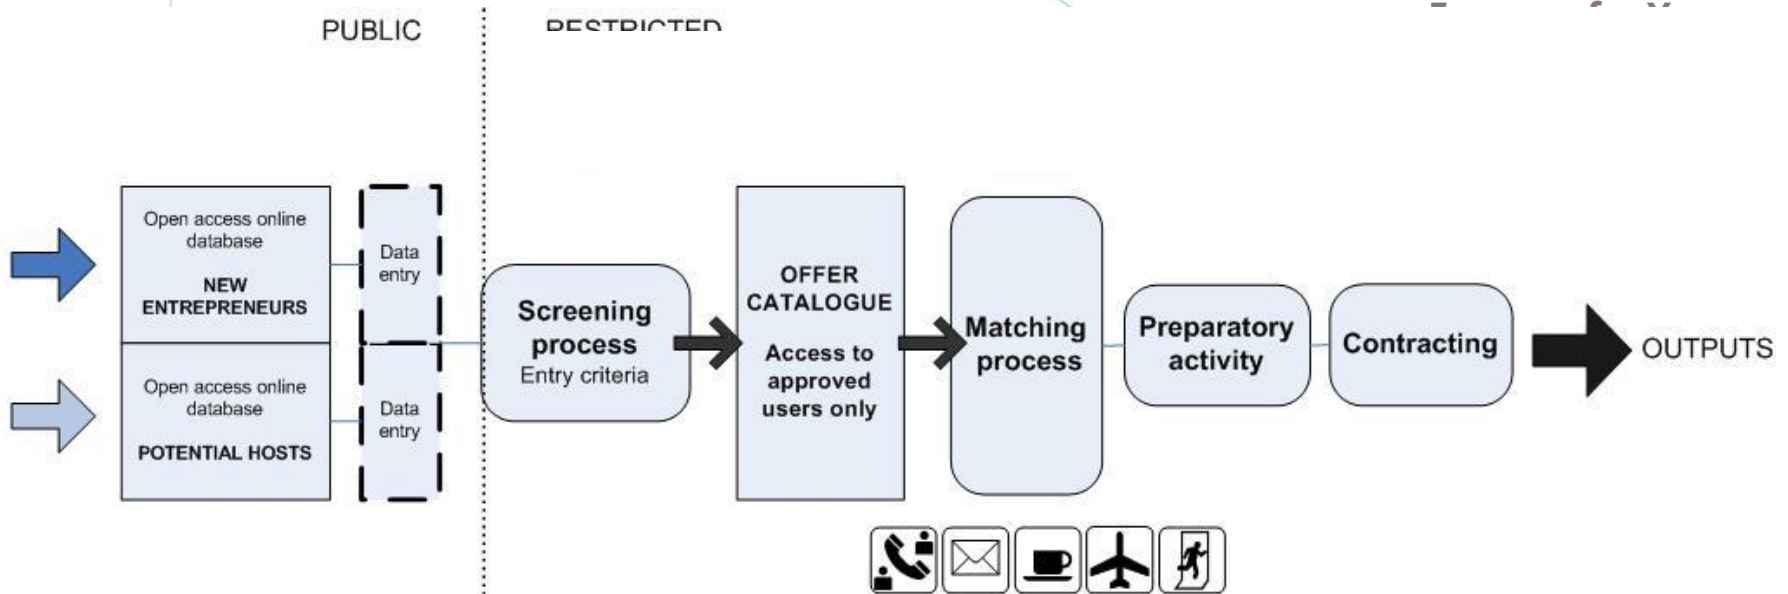 PUBLIC
RESTRICTED
Open access online
database
NEW
ENTREPRENEURS
Data
entry
Open access online
database
POTENTIAL HOSTS
Data
entry
Screening
process
Entry criteria
OFFER
CATALOGUE
Access to
approved
users only
Matching
process
Preparatory
activity
Contracting
OUTPUTS